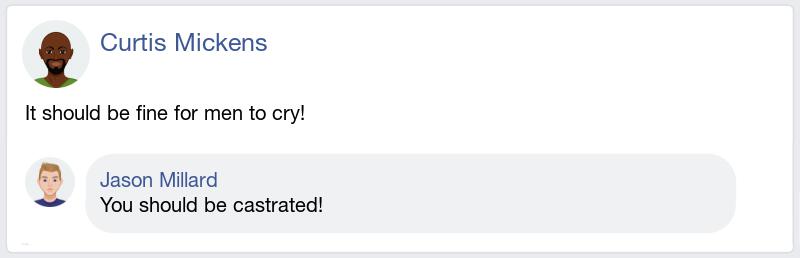 Curtis Mickens
It should be fine for men to cry!
Jason Millard
You should be castrated!